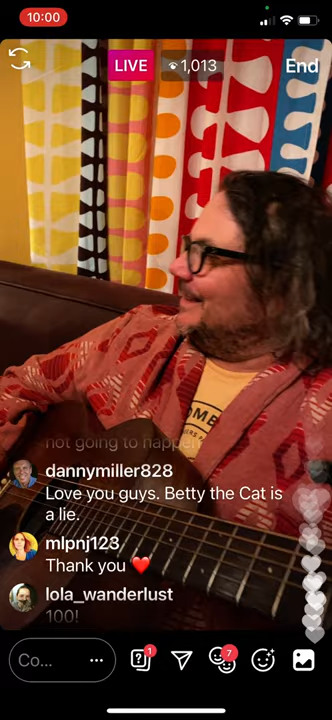 10:00
LIVE
1,013
End
OMB
not going to happen
dannymiller828
Love you guys. Betty the Cat is
a lie.
mlpnj123
Thank you ❤️
lola_wanderlust
100!
Co...
1
7